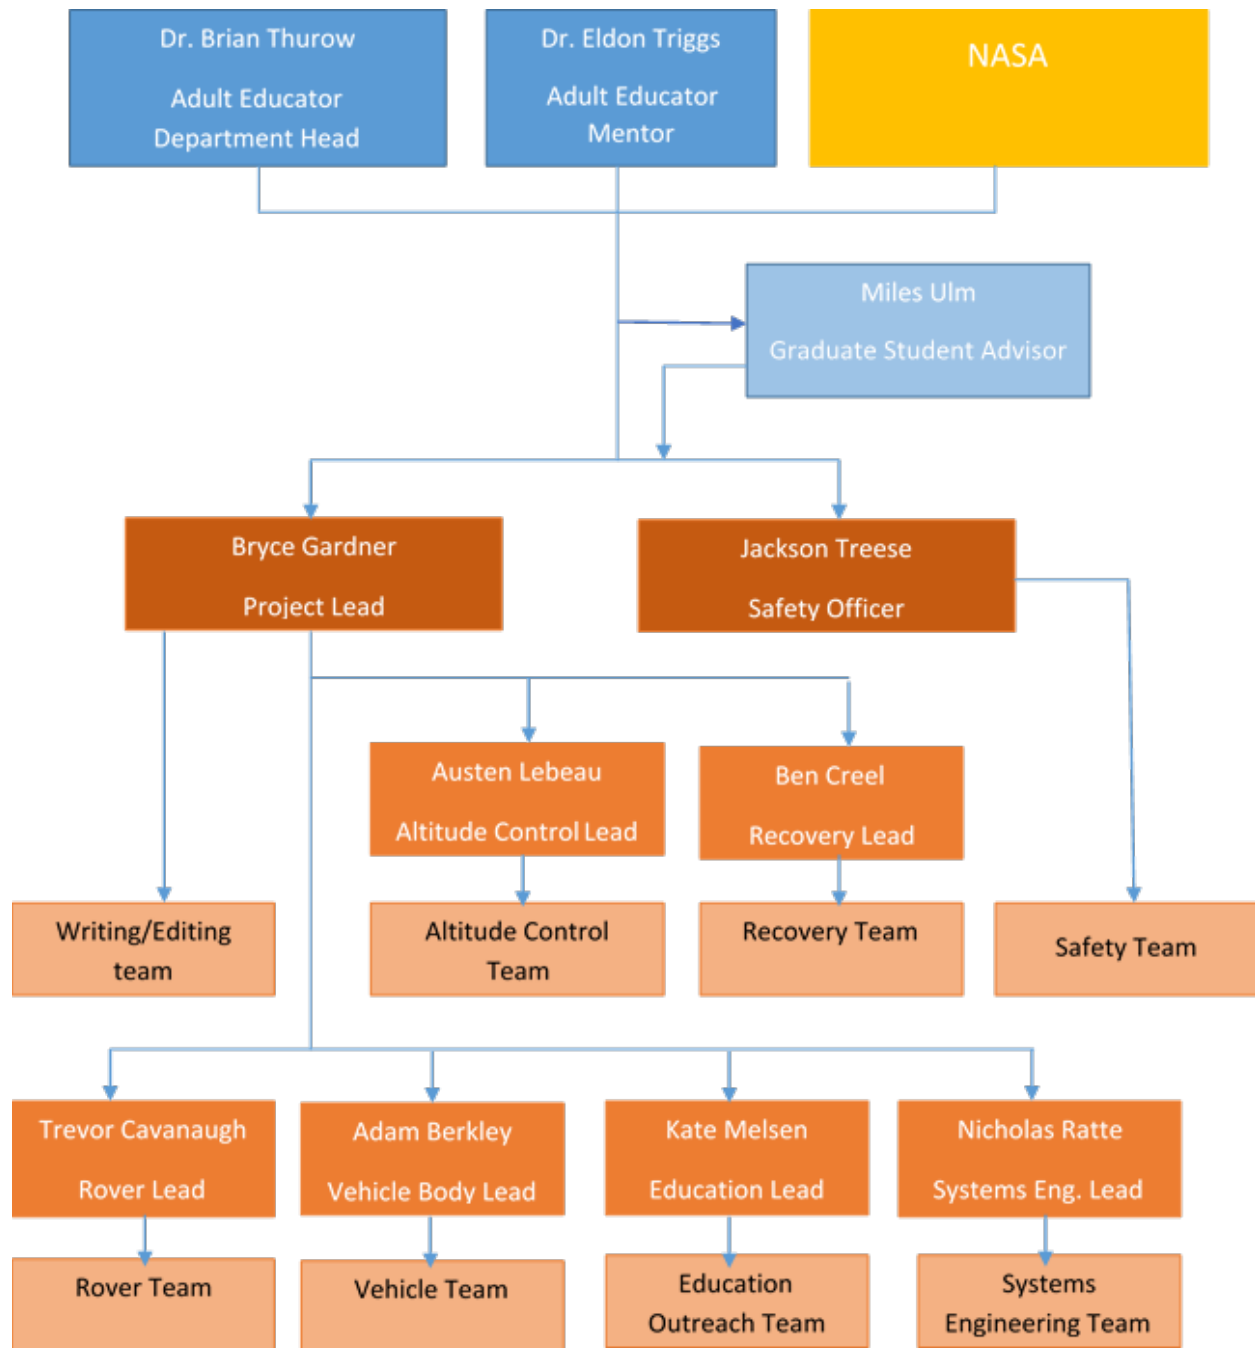 Dr. Brian Thurow
Adult Educator
Department Head
Dr. Eldon Triggs
Adult Educator
Mentor
NASA
Miles Ulm
Graduate Student Advisor
Bryce Gardner
Project Lead
Jackson Treese
Safety Officer
Austen Lebeau
Altitude Control Lead
Ben Creel
Recovery Lead
Writing/Editing
team
Altitude Control
Team
Recovery Team
Safety Team
Trevor Cavanaugh
Rover Lead
Adam Berkley
Vehicle Body Lead
Kate Melsen
Education Lead
Nicholas Ratte
Systems Eng. Lead
Rover Team
Vehicle Team
Education
Outreach Team
Systems
Engineering Team